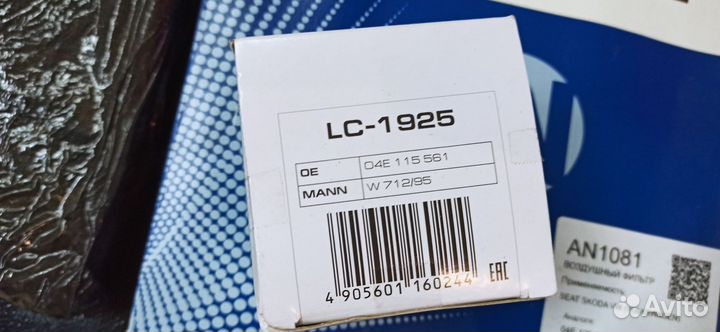 LC-1925
OE 04E 115 561
MANN W 712/95
4 905601 160244
EAC
N
AN1081
ВОЗДУШНЫЙ ФИЛЬТР
Применяемость
SEAT SKODA V
Аналоги
Avito